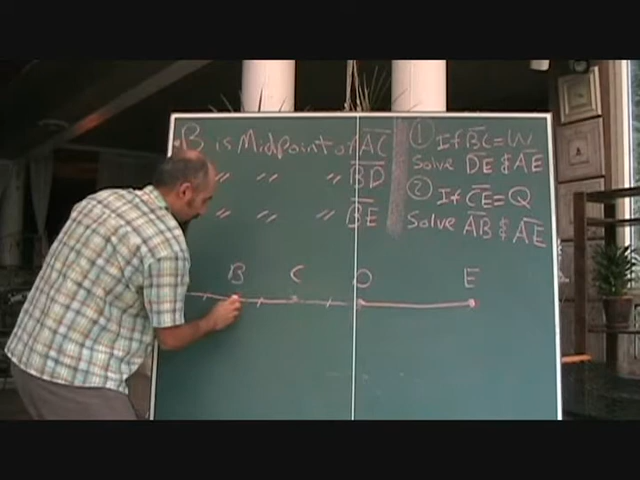 B is Midpoint of AC
" " " BD
" " " BE
① If BC = W
Solve DE & AE
② If CE = Q
Solve AB & AE
B C D E